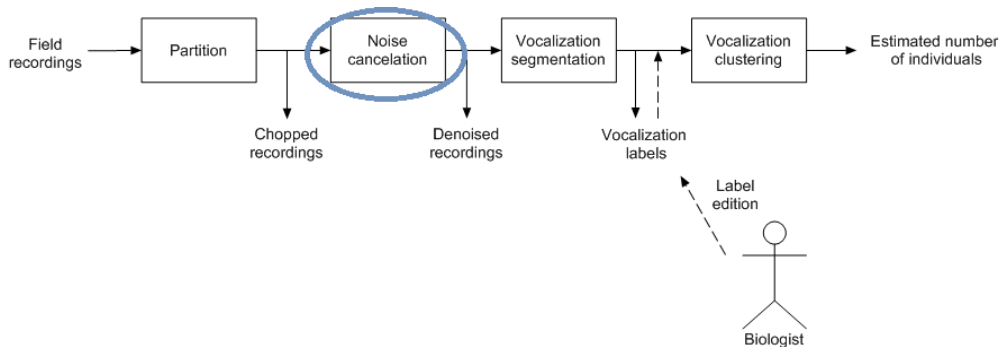 Field
recordings
Partition
Noise
cancelation
Vocalization
segmentation
Vocalization
clustering
Estimated number
of individuals
Chopped
recordings
Denoised
recordings
Vocalization
labels
Label
edition
Biologist